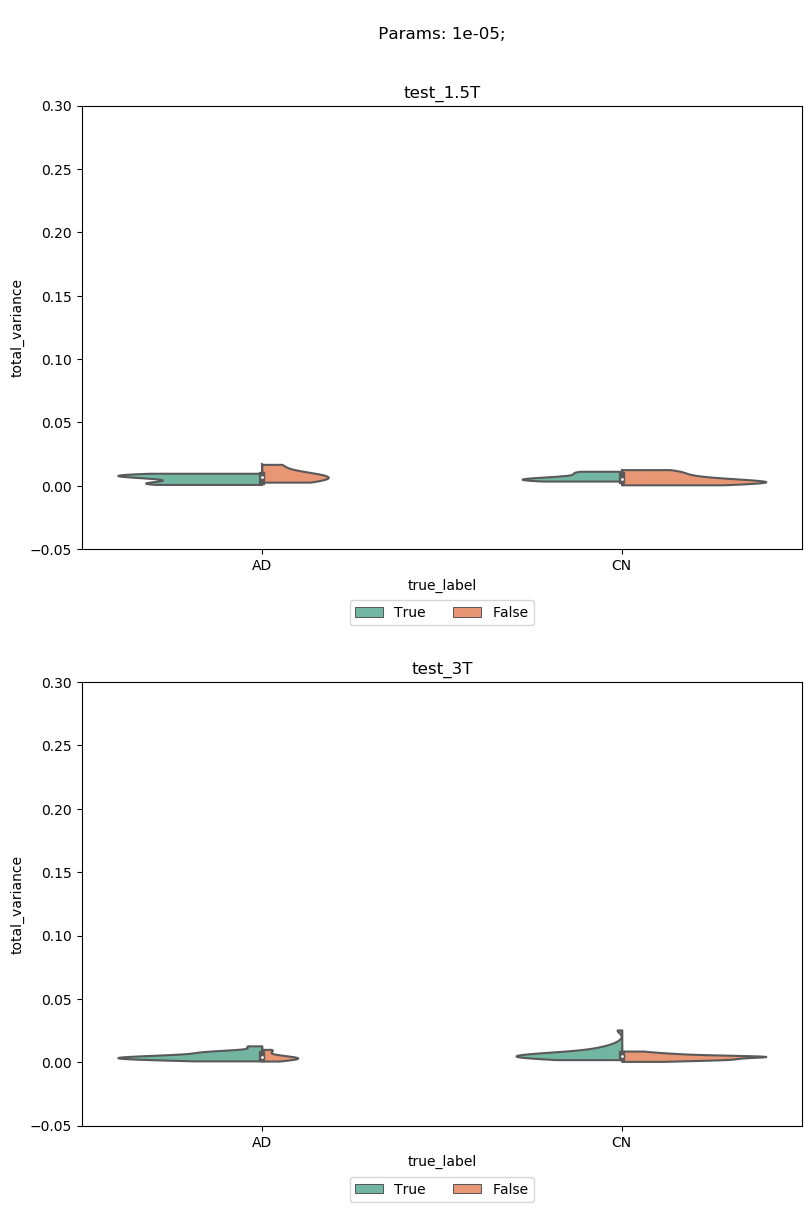 Params: 1e-05;
test_1.5T
0.30
0.25
0.20
0.15
0.10
0.05
0.00
−0.05
total_variance
AD CN
true_label
True False
test_3T
0.30
0.25
0.20
0.15
0.10
0.05
0.00
−0.05
total_variance
AD CN
true_label
True False